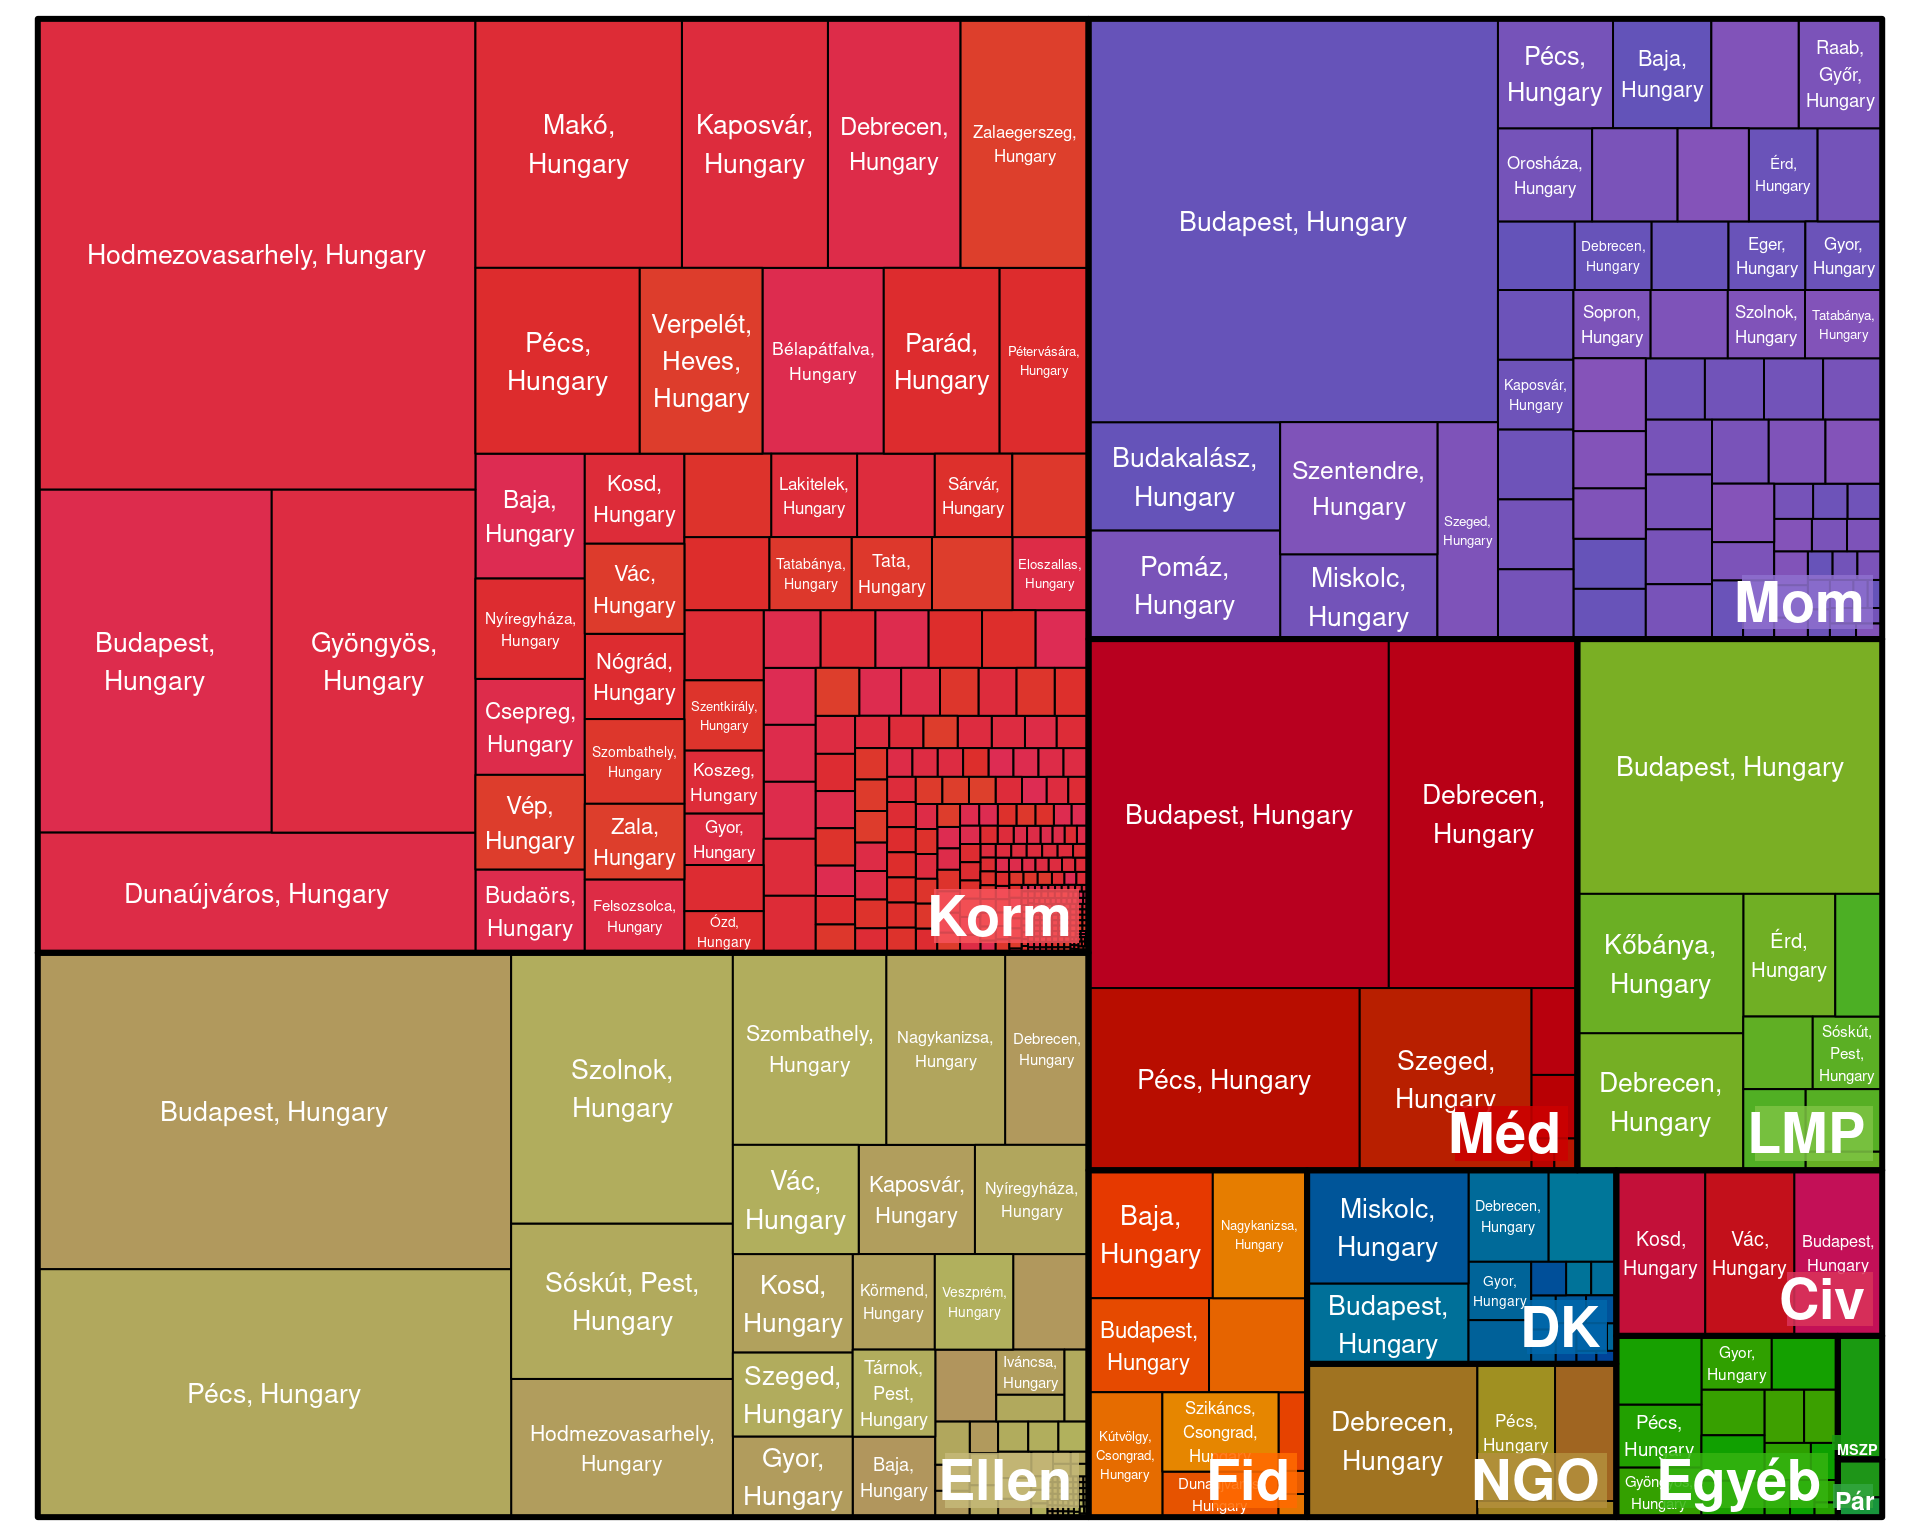 Hodmezovasarhely, Hungary
Makó,
Hungary
Kaposvár,
Hungary
Debrecen,
Hungary
Zalaegerszeg,
Hungary
Pécs,
Hungary
Verpelét,
Heves,
Hungary
Bélapátfalva,
Hungary
Parád,
Hungary
Pétervására,
Hungary
Budapest,
Hungary
Gyöngyös,
Hungary
Dunaújváros, Hungary
Baja,
Hungary
Nyíregyháza,
Hungary
Csepreg,
Hungary
Vép,
Hungary
Budaörs,
Hungary
Kosd,
Hungary
Vác,
Hungary
Nógrád,
Hungary
Szombathely,
Hungary
Zala,
Hungary
Felsozsolca,
Hungary
Lakitelek,
Hungary
Sárvár,
Hungary
Tatabánya,
Hungary
Tata,
Hungary
Eloszallas,
Hungary
Szentkirály,
Hungary
Koszeg,
Hungary
Gyor,
Hungary
Ózd,
Hungary
Korm
Budapest, Hungary
Pécs,
Hungary
Baja,
Hungary
Raab,
Győr,
Hungary
Orosháza,
Hungary
Érd,
Hungary
Debrecen,
Hungary
Eger,
Hungary
Gyor,
Hungary
Sopron,
Hungary
Szolnok,
Hungary
Tatabánya,
Hungary
Kaposvár,
Hungary
Budakalász,
Hungary
Szentendre,
Hungary
Szeged,
Hungary
Pomáz,
Hungary
Miskolc,
Hungary
Mom
Budapest, Hungary
Debrecen,
Hungary
Pécs, Hungary
Szeged,
Hungary
Méd
Budapest, Hungary
Kőbánya,
Hungary
Érd,
Hungary
Debrecen,
Hungary
Sóskút,
Pest,
Hungary
LMP
Budapest, Hungary
Pécs, Hungary
Szolnok,
Hungary
Sóskút, Pest,
Hungary
Hodmezovasarhely,
Hungary
Szombathely,
Hungary
Nagykanizsa,
Hungary
Debrecen,
Hungary
Vác,
Hungary
Kaposvár,
Hungary
Nyíregyháza,
Hungary
Kosd,
Hungary
Körmend,
Hungary
Veszprém,
Hungary
Szeged,
Hungary
Tárnok,
Pest,
Hungary
Iváncsa,
Hungary
Gyor,
Hungary
Baja,
Hungary
Ellen
Baja,
Hungary
Nagykanizsa,
Hungary
Budapest,
Hungary
Kútvölgy,
Csongrad,
Hungary
Szikáncs,
Csongrad,
Hungary
Fid
Miskolc,
Hungary
Debrecen,
Hungary
Budapest,
Hungary
Gyor,
Hungary
DK
Debrecen,
Hungary
Pécs,
Hungary
NGO
Kosd,
Hungary
Vác,
Hungary
Budapest,
Hungary
Civ
Gyor,
Hungary
Pécs,
Hungary
Hungary
Egyéb
MSZP
Pár